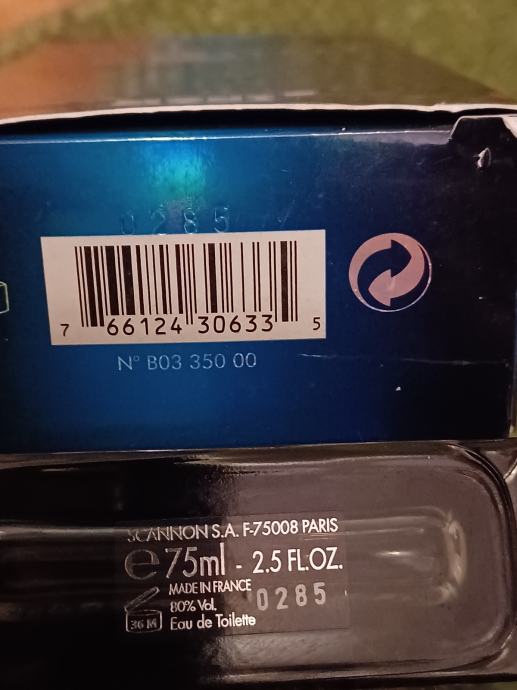 0285
7 66124 30633 5
N° B03 350 00
SCANNON S.A. F-75008 PARIS
e 75ml - 2.5 FL.OZ.
MADE IN FRANCE
80% Vol. 0285
36 M Eau de Toilette